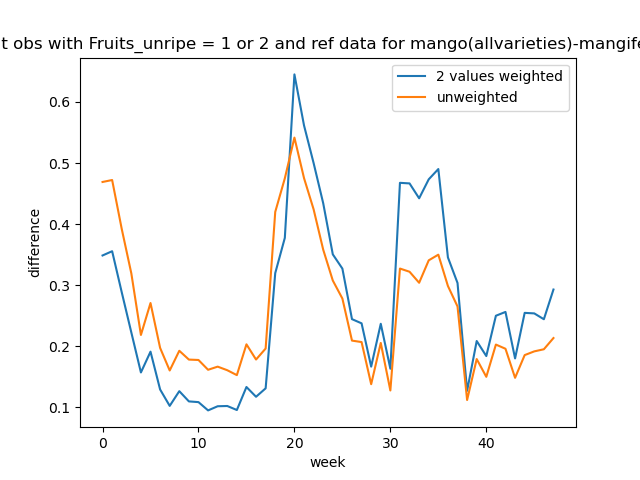 t obs with Fruits_unripe = 1 or 2 and ref data for mango(allvarieties)-mangife
2 values weighted
unweighted
difference
0.6
0.5
0.4
0.3
0.2
0.1
0 10 20 30 40
week